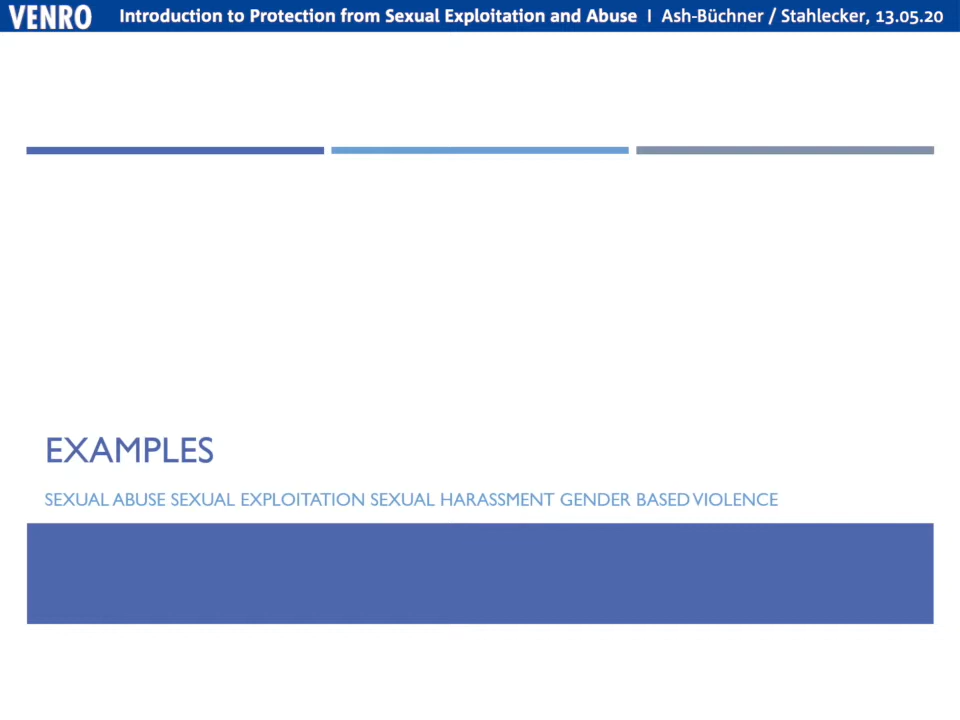 VENRO Introduction to Protection from Sexual Exploitation and Abuse I Ash-Büchner / Stahlecker, 13.05.20
EXAMPLES
SEXUAL ABUSE SEXUAL EXPLOITATION SEXUAL HARASSMENT GENDER BASED VIOLENCE